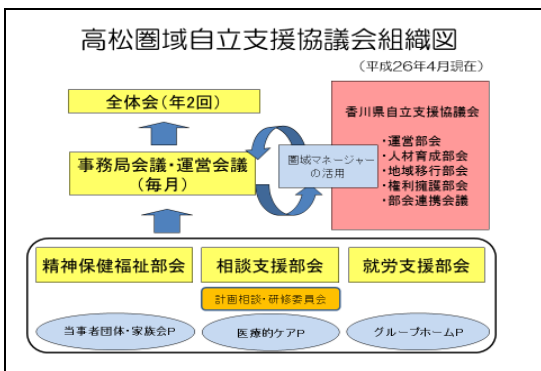 高松圏域自立支援協議会組織図
（平成26年4月現在）
全体会（年2回）
香川県自立支援協議会
・運営部会
・人材育成部会
・地域移行部会
・権利擁護部会
・部会連携会議
圏域マネージャー
の活用
事務局会議・運営会議
（毎月）
精神保健福祉部会
相談支援部会
就労支援部会
計画相談・研修委員会
当事者団体・家族会P
医療的ケアP
グループホームP